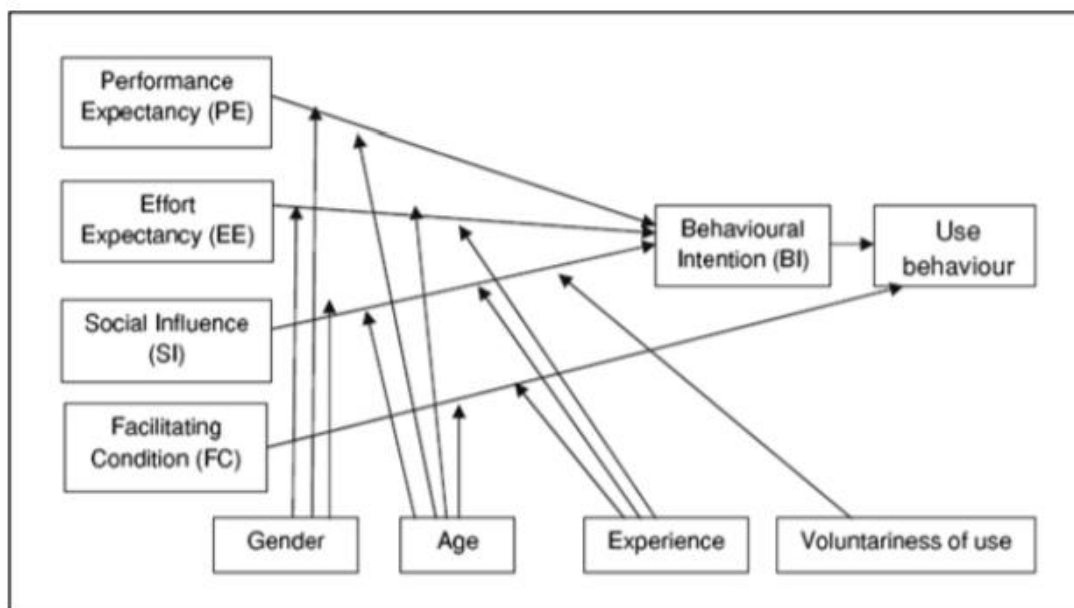 Performance
Expectancy (PE)
Effort
Expectancy (EE)
Social Influence
(SI)
Facilitating
Condition (FC)
Behavioural
Intention (BI)
Use
behaviour
Gender
Age
Experience
Voluntariness of use